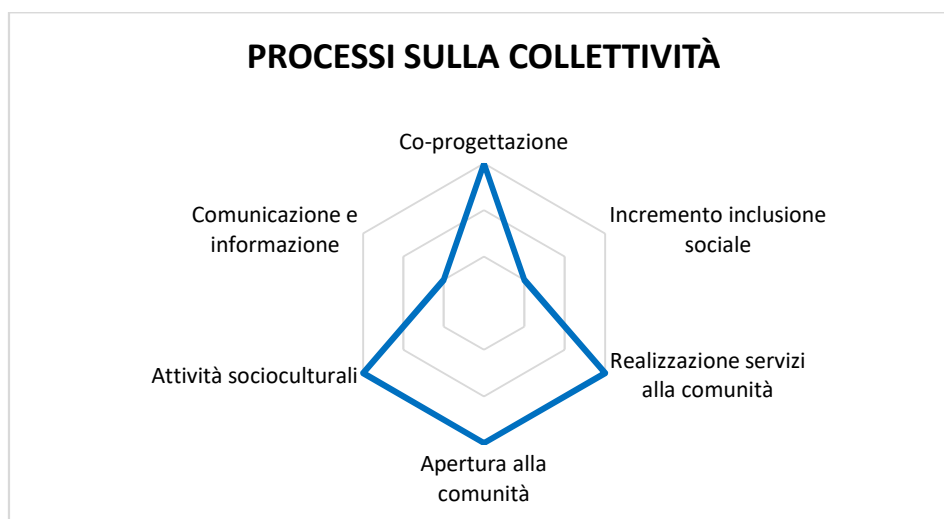 PROCESSI SULLA COLLETTIVITÀ
Co-progettazione
Incremento inclusione
sociale
Realizzazione servizi
alla comunità
Apertura alla
comunità
Attività socioculturali
Comunicazione e
informazione